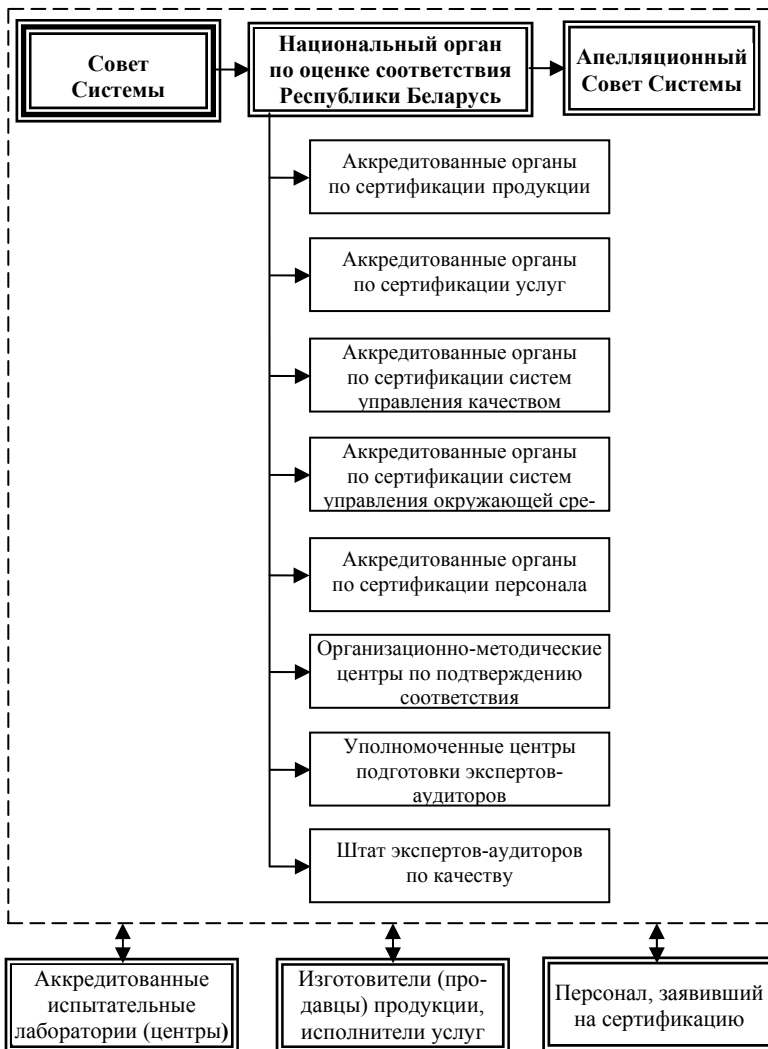 Совет
Системы
Национальный орган
по оценке соответствия
Республики Беларусь
Апелляционный
Совет Системы
Аккредитованные органы
по сертификации продукции
Аккредитованные органы
по сертификации услуг
Аккредитованные органы
по сертификации систем
управления качеством
Аккредитованные органы
по сертификации систем
управления окружающей сре-
Аккредитованные органы
по сертификации персонала
Организационно-методические
центры по подтверждению
соответствия
Уполномоченные центры
подготовки экспертов-
аудиторов
Штат экспертов-аудиторов
по качеству
Аккредитованные
испытательные
лаборатории (центры)
Изготовители (про-
давцы) продукции,
исполнители услуг
Персонал, заявивший
на сертификацию